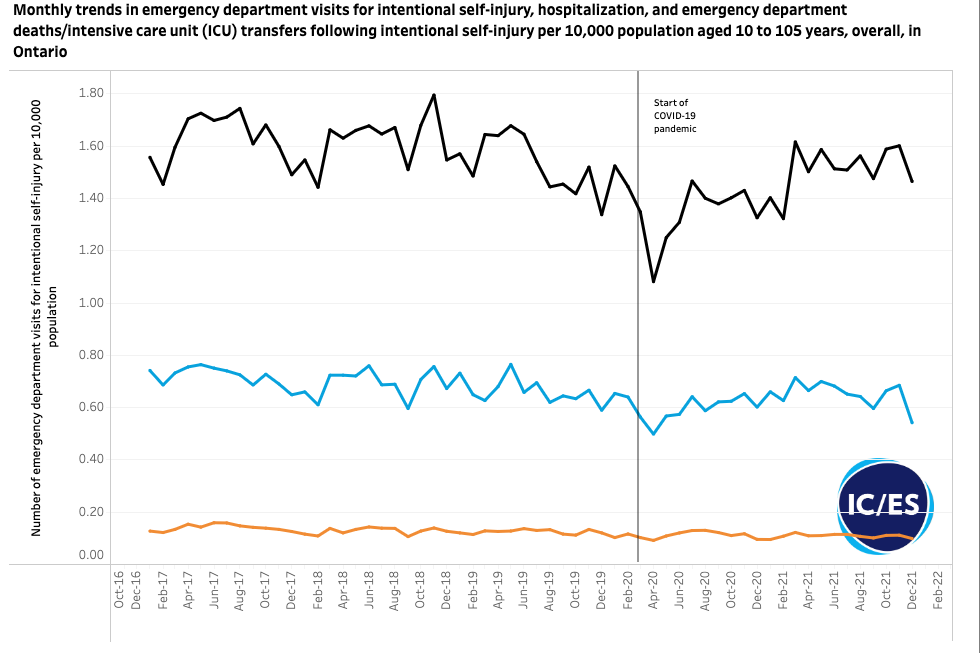 Monthly trends in emergency department visits for intentional self-injury, hospitalization, and emergency department
deaths/intensive care unit (ICU) transfers following intentional self-injury per 10,000 population aged 10 to 105 years, overall, in
Ontario
Number of emergency department visits for intentional self-injury per 10,000
population
1.80
1.60
1.40
1.20
1.00
0.80
0.60
0.40
0.20
0.00
Start of
COVID-19
pandemic
IC/ES
Oct-16
Dec-16
Feb-17
Apr-17
Jun-17
Aug-17
Oct-17
Dec-17
Feb-18
Apr-18
Jun-18
Aug-18
Oct-18
Dec-18
Feb-19
Apr-19
Jun-19
Aug-19
Oct-19
Dec-19
Feb-20
Apr-20
Jun-20
Aug-20
Oct-20
Dec-20
Feb-21
Apr-21
Jun-21
Aug-21
Oct-21
Dec-21
Feb-22